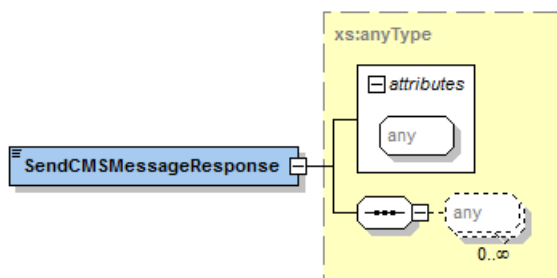 xs:anyType
attributes
any
SendCMSMessageResponse
any
0..∞